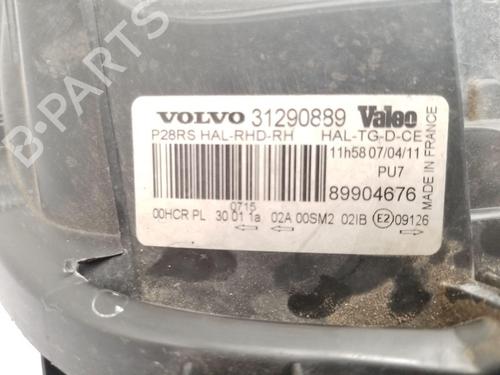 B-PARTS
VOLVO 31290889 Valeo
P28RS HAL-RHD-RH HAL-TG-D-CE
11h58 07/04/11
PU7
89904676
MADE IN FRANCE
0715
00HCR PL 30 01 1a 02A 00SM2 02IB E2 09126